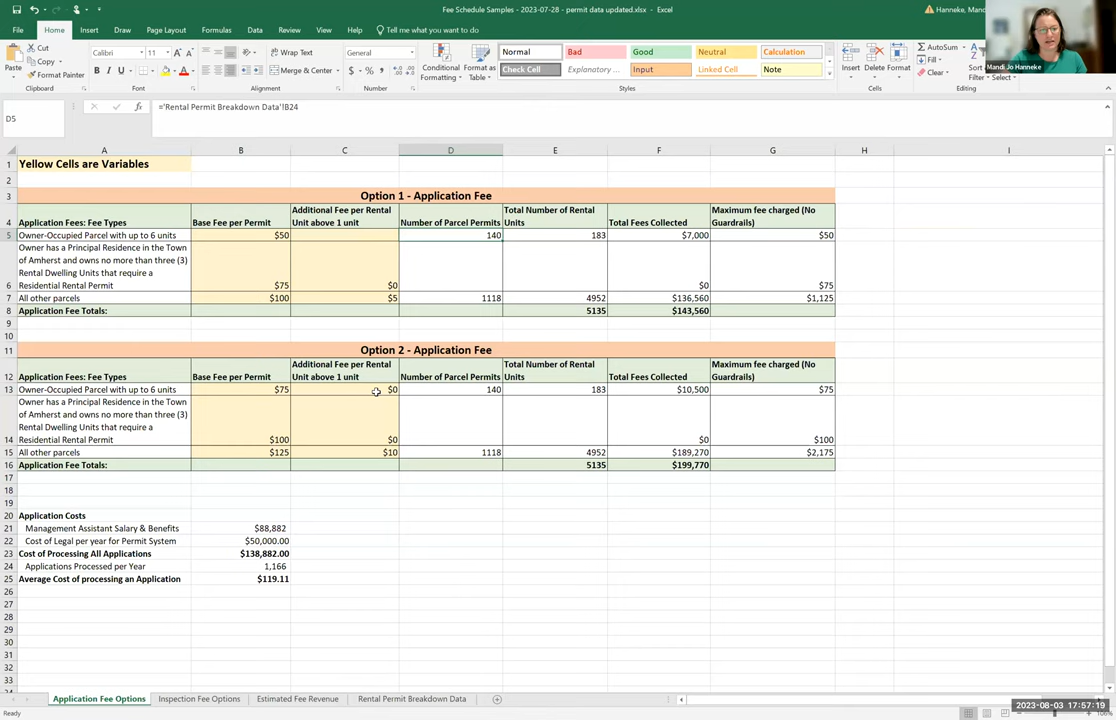 Fee Schedule Samples - 2023-07-28 - permit data updated.xlsx - Excel
Hanneke, Mandi
File Home Insert Draw Page Layout Formulas Data Review View Help Tell me what you want to do
Paste
Cut
Copy
Format Painter
Clipboard
Calibri 11
B I U
Font
Wrap Text
Merge & Center
Alignment
General
$ % ,
Number
Conditional Formatting
Format as Table
Normal Bad Good Neutral Calculation
Check Cell Explanatory ... Input Linked Cell Note
Styles
Insert Delete Format
Cells
AutoSum
Fill
Clear
Sort
Filter Select
Editing
Mandi Jo Hanneke
D5
fx
='Rental Permit Breakdown Data'!B24
A B C D E F G H I
1 Yellow Cells are Variables
2
3 Option 1 - Application Fee
4 Application Fees: Fee Types Base Fee per Permit Additional Fee per Rental Unit above 1 unit Number of Parcel Permits Total Number of Rental Units Total Fees Collected Maximum fee charged (No Guardrails)
5 Owner-Occupied Parcel with up to 6 units $50 140 183 $7,000 $50
Owner has a Principal Residence in the Town
of Amherst and owns no more than three (3)
Rental Dwelling Units that require a
6 Residential Rental Permit $75 $0 $0 $75
7 All other parcels $100 $5 1118 4952 $136,560 $1,125
8 Application Fee Totals: 5135 $143,560
9
10
11 Option 2 - Application Fee
12 Application Fees: Fee Types Base Fee per Permit Additional Fee per Rental Unit above 1 unit Number of Parcel Permits Total Number of Rental Units Total Fees Collected Maximum fee charged (No Guardrails)
13 Owner-Occupied Parcel with up to 6 units $75 $0 140 183 $10,500 $75
Owner has a Principal Residence in the Town
of Amherst and owns no more than three (3)
Rental Dwelling Units that require a
14 Residential Rental Permit $100 $0 $0 $100
15 All other parcels $125 $10 1118 4952 $189,270 $2,175
16 Application Fee Totals: 5135 $199,770
17
18
19
20 Application Costs
21 Management Assistant Salary & Benefits $88,882
22 Cost of Legal per year for Permit System $50,000.00
23 Cost of Processing All Applications $138,882.00
24 Applications Processed per Year 1,166
25 Average Cost of processing an Application $119.11
26
27
28
29
30
31
32
33
Application Fee Options Inspection Fee Options Estimated Fee Revenue Rental Permit Breakdown Data
Ready
2023-08-03 17:57:19